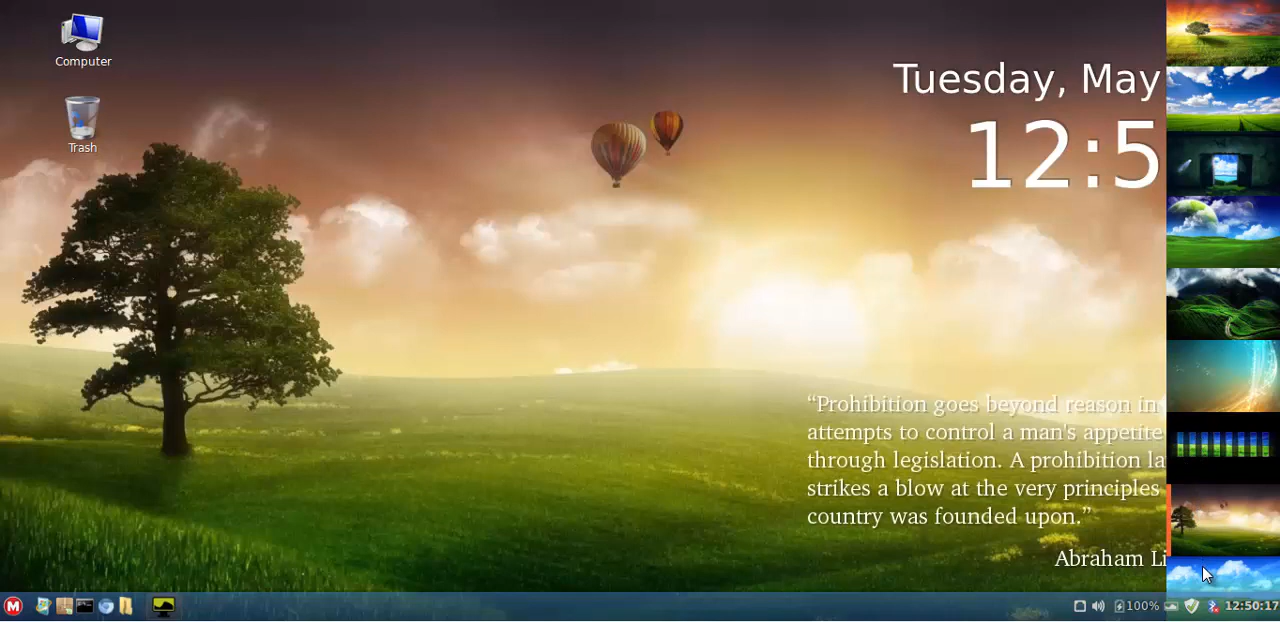 Computer
Trash
Tuesday, May
12:5
“Prohibition goes beyond reason in
attempts to control a man's appetite
through legislation. A prohibition la
strikes a blow at the very principles
country was founded upon.”
Abraham Li
M
100%
12:50:17